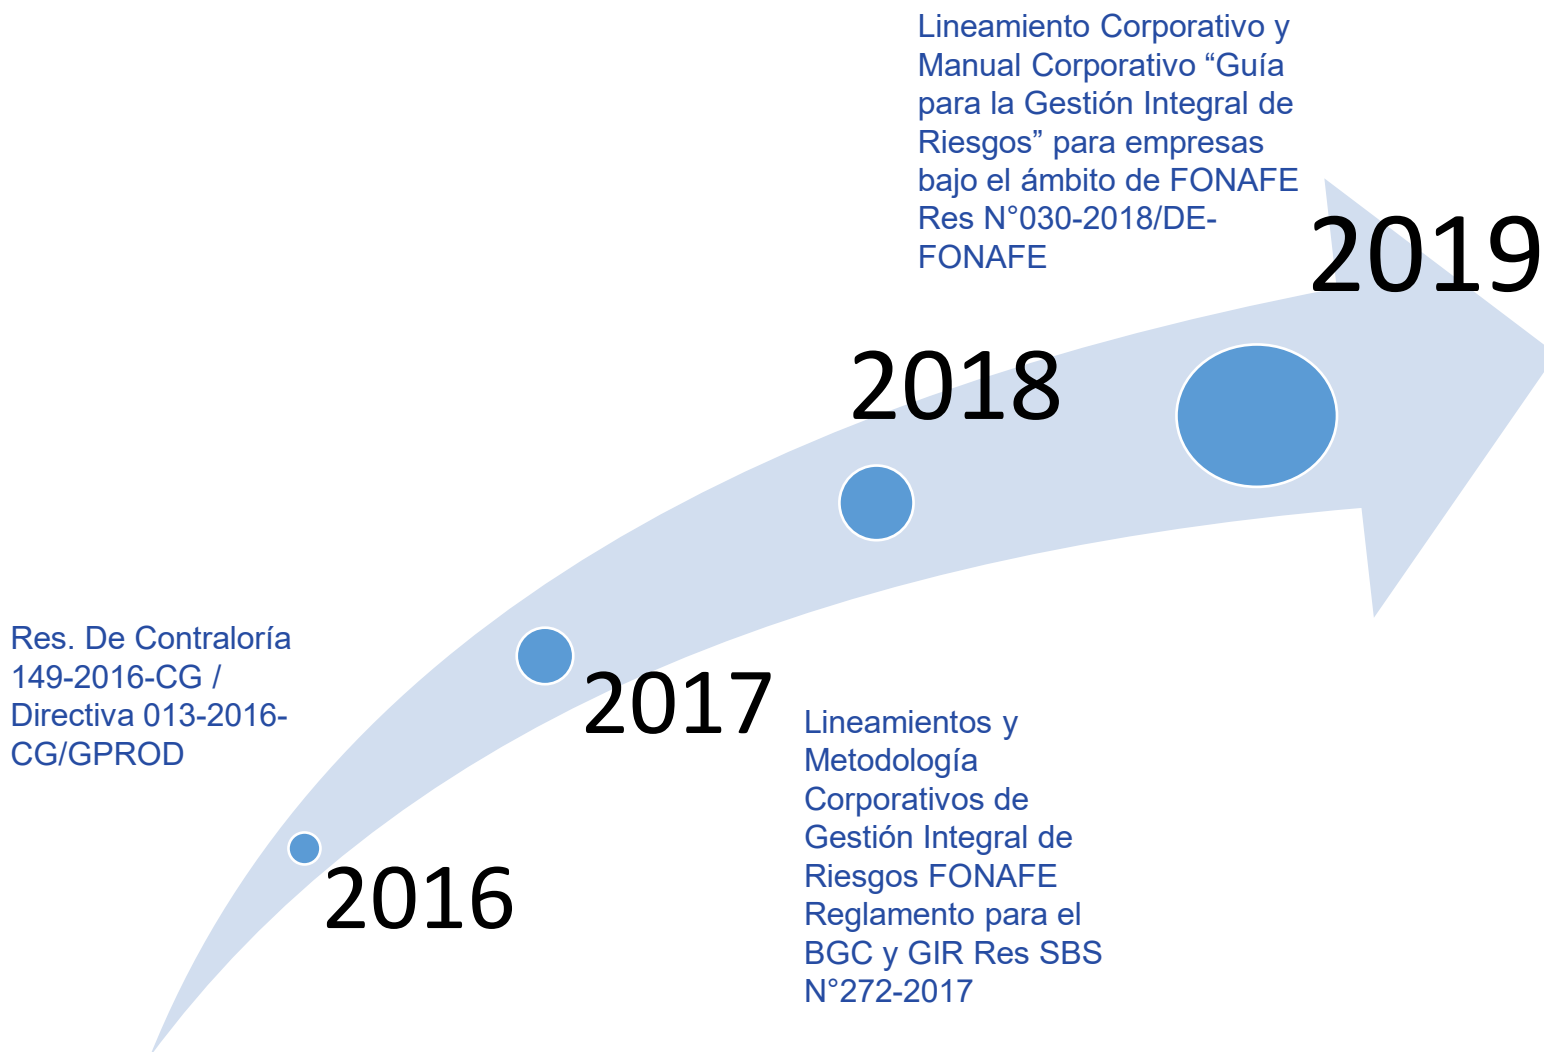 Res. De Contraloría
149-2016-CG /
Directiva 013-2016-
CG/GPROD
2016
2017
Lineamientos y
Metodología
Corporativos de
Gestión Integral de
Riesgos FONAFE
Reglamento para el
BGC y GIR Res SBS
N°272-2017
2018
Lineamiento Corporativo y
Manual Corporativo “Guía
para la Gestión Integral de
Riesgos” para empresas
bajo el ámbito de FONAFE
Res N°030-2018/DE-
FONAFE
2019